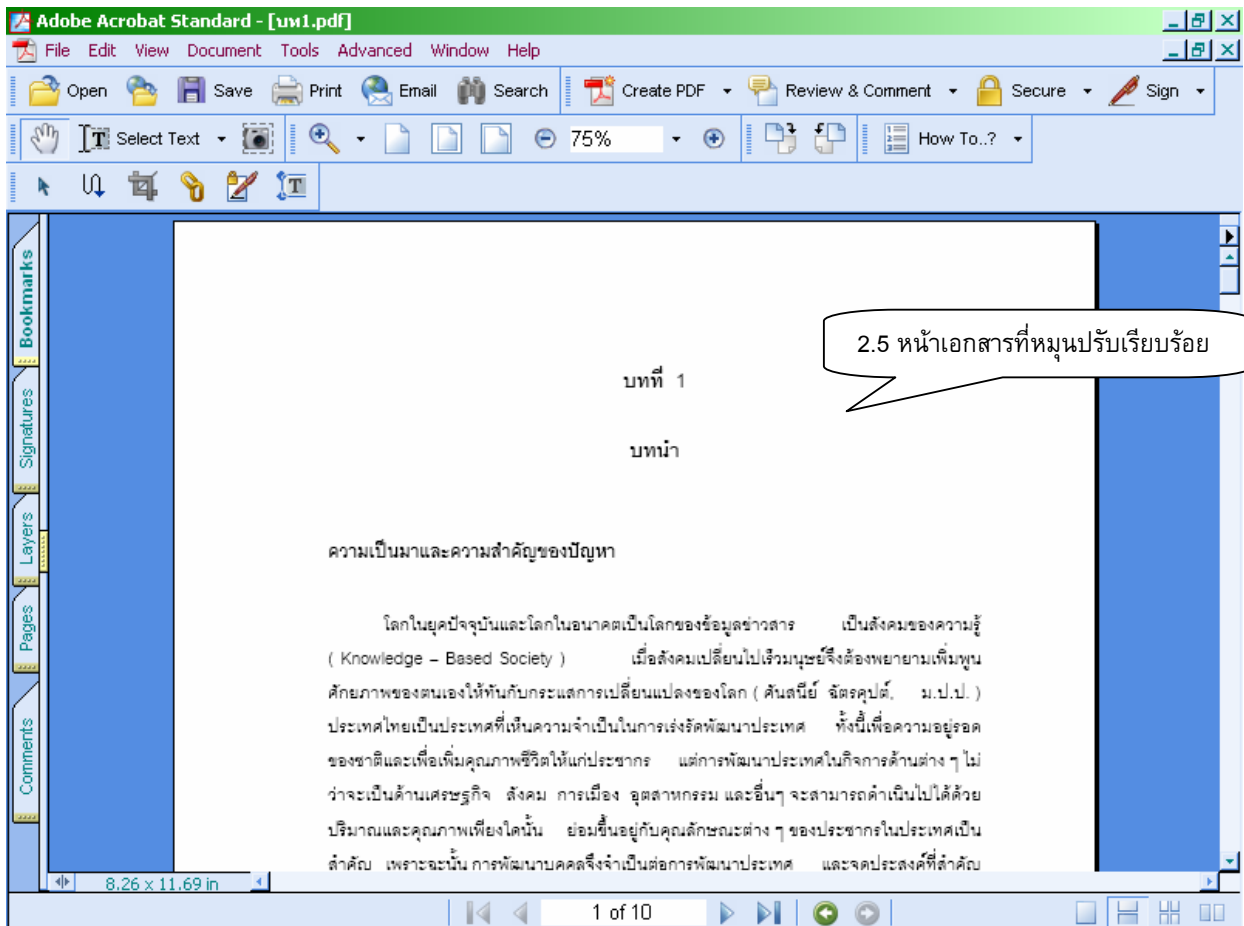 Adobe Acrobat Standard - [บท1.pdf]
File Edit View Document Tools Advanced Window Help
Open Save Print Email Search Create PDF Review & Comment Secure Sign
Select Text 75% How To..?
Bookmarks
Signatures
Layers
Pages
Comments
2.5 หน้าเอกสารที่หมุนปรับเรียบร้อย
บทที่ 1
บทนำ
ความเป็นมาและความสำคัญของปัญหา
โลกในยุคปัจจุบันและโลกในอนาคตเป็นโลกของข้อมูลข่าวสาร เป็นสังคมของความรู้
( Knowledge – Based Society ) เมื่อสังคมเปลี่ยนไปเร็วมนุษย์จึงต้องพยายามเพิ่มพูน
ศักยภาพของตนเองให้ทันกับกระแสการเปลี่ยนแปลงของโลก ( ศันสนีย์ ฉัตรคุปต์, ม.ป.ป. )
ประเทศไทยเป็นประเทศที่เห็นความจำเป็นในการเร่งรัดพัฒนาประเทศ ทั้งนี้เพื่อความอยู่รอด
ของชาติและเพื่อเพิ่มคุณภาพชีวิตให้แก่ประชากร แต่การพัฒนาประเทศในกิจการด้านต่าง ๆ ไม่
ว่าจะเป็นด้านเศรษฐกิจ สังคม การเมือง อุตสาหกรรม และอื่นๆ จะสามารถดำเนินไปได้ด้วย
ปริมาณและคุณภาพเพียงใดนั้น ย่อมขึ้นอยู่กับคุณลักษณะต่าง ๆ ของประชากรในประเทศเป็น
สำคัญ เพราะฉะนั้น การพัฒนาบุคคลจึงจำเป็นต่อการพัฒนาประเทศ และจุดประสงค์ที่สำคัญ
8.26 x 11.69 in
1 of 10